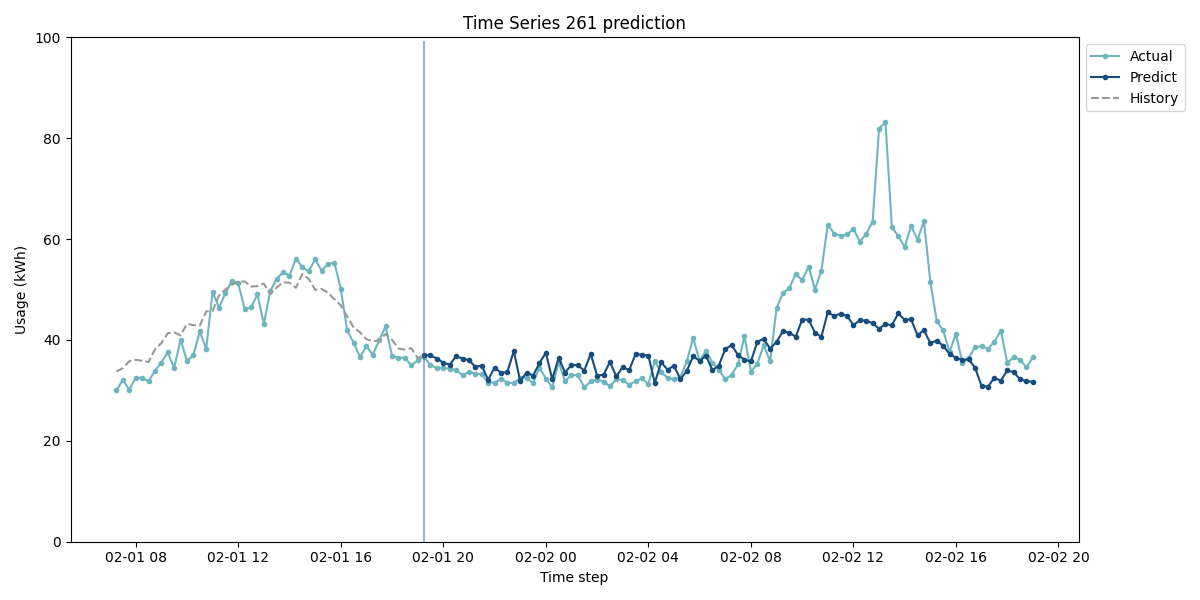 Time Series 261 prediction
100
80
60
40
20
0
Usage (kWh)
02-01 08 02-01 12 02-01 16 02-01 20 02-02 00 02-02 04 02-02 08 02-02 12 02-02 16 02-02 20
Time step
Actual
Predict
History